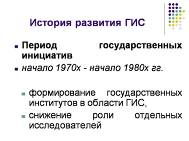 История развития ГИС
Период государственных
инициатив
начало 1970х - начало 1980х гг.
формирование государственных
институтов в области ГИС,
снижение роли отдельных
исследователей